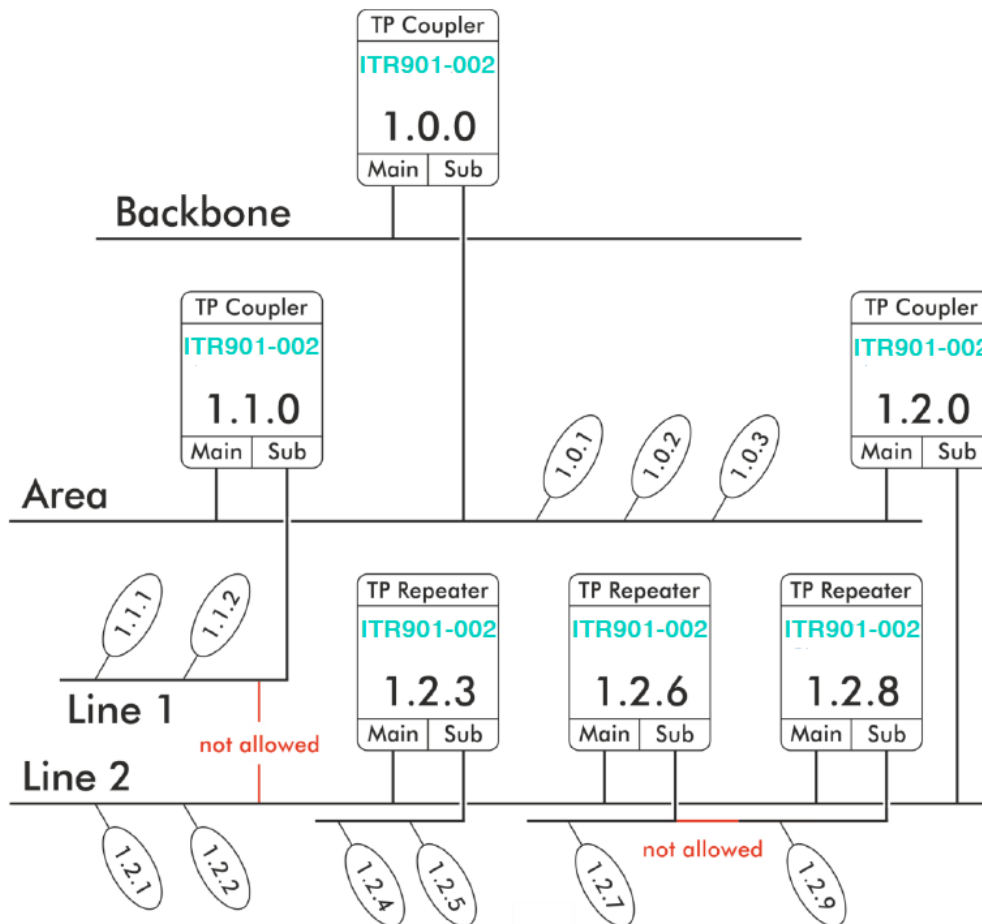 TP Coupler
ITR901-002
1.0.0
Main Sub
Backbone
TP Coupler
ITR901-002
1.1.0
Main Sub
TP Coupler
ITR901-002
1.2.0
Main Sub
1.0.1
1.0.2
1.0.3
Area
1.1.1
1.1.2
Line 1
not allowed
TP Repeater
ITR901-002
1.2.3
Main Sub
TP Repeater
ITR901-002
1.2.6
Main Sub
TP Repeater
ITR901-002
1.2.8
Main Sub
Line 2
1.2.1
1.2.2
1.2.4
1.2.5
1.2.7
not allowed
1.2.9